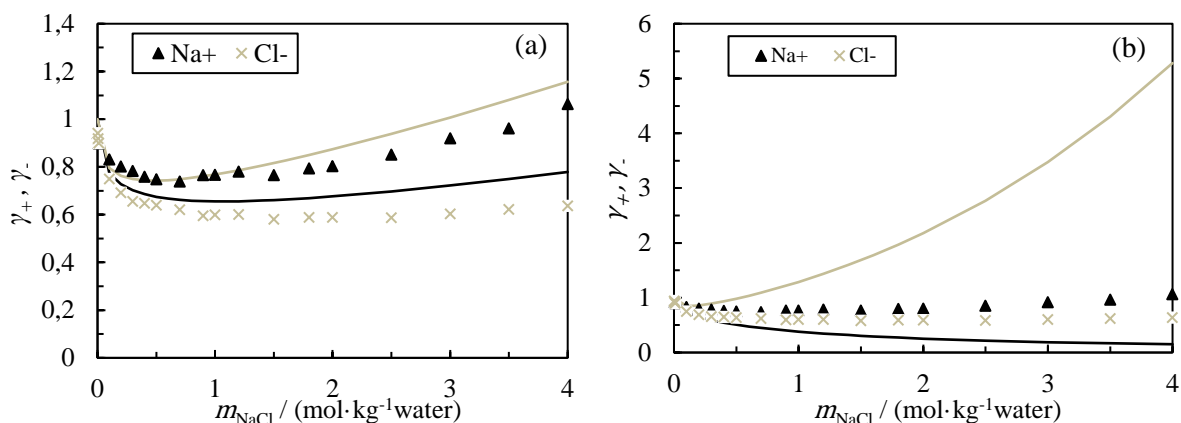 1,4
1,2
1
0,8
0,6
0,4
0,2
0
0 1 2 3 4
γ+, γ-
mNaCl / (mol·kg-1water)
Na+ Cl-
(a)
6
5
4
3
2
1
0
0 1 2 3 4
γ+, γ-
mNaCl / (mol·kg-1water)
Na+ Cl-
(b)